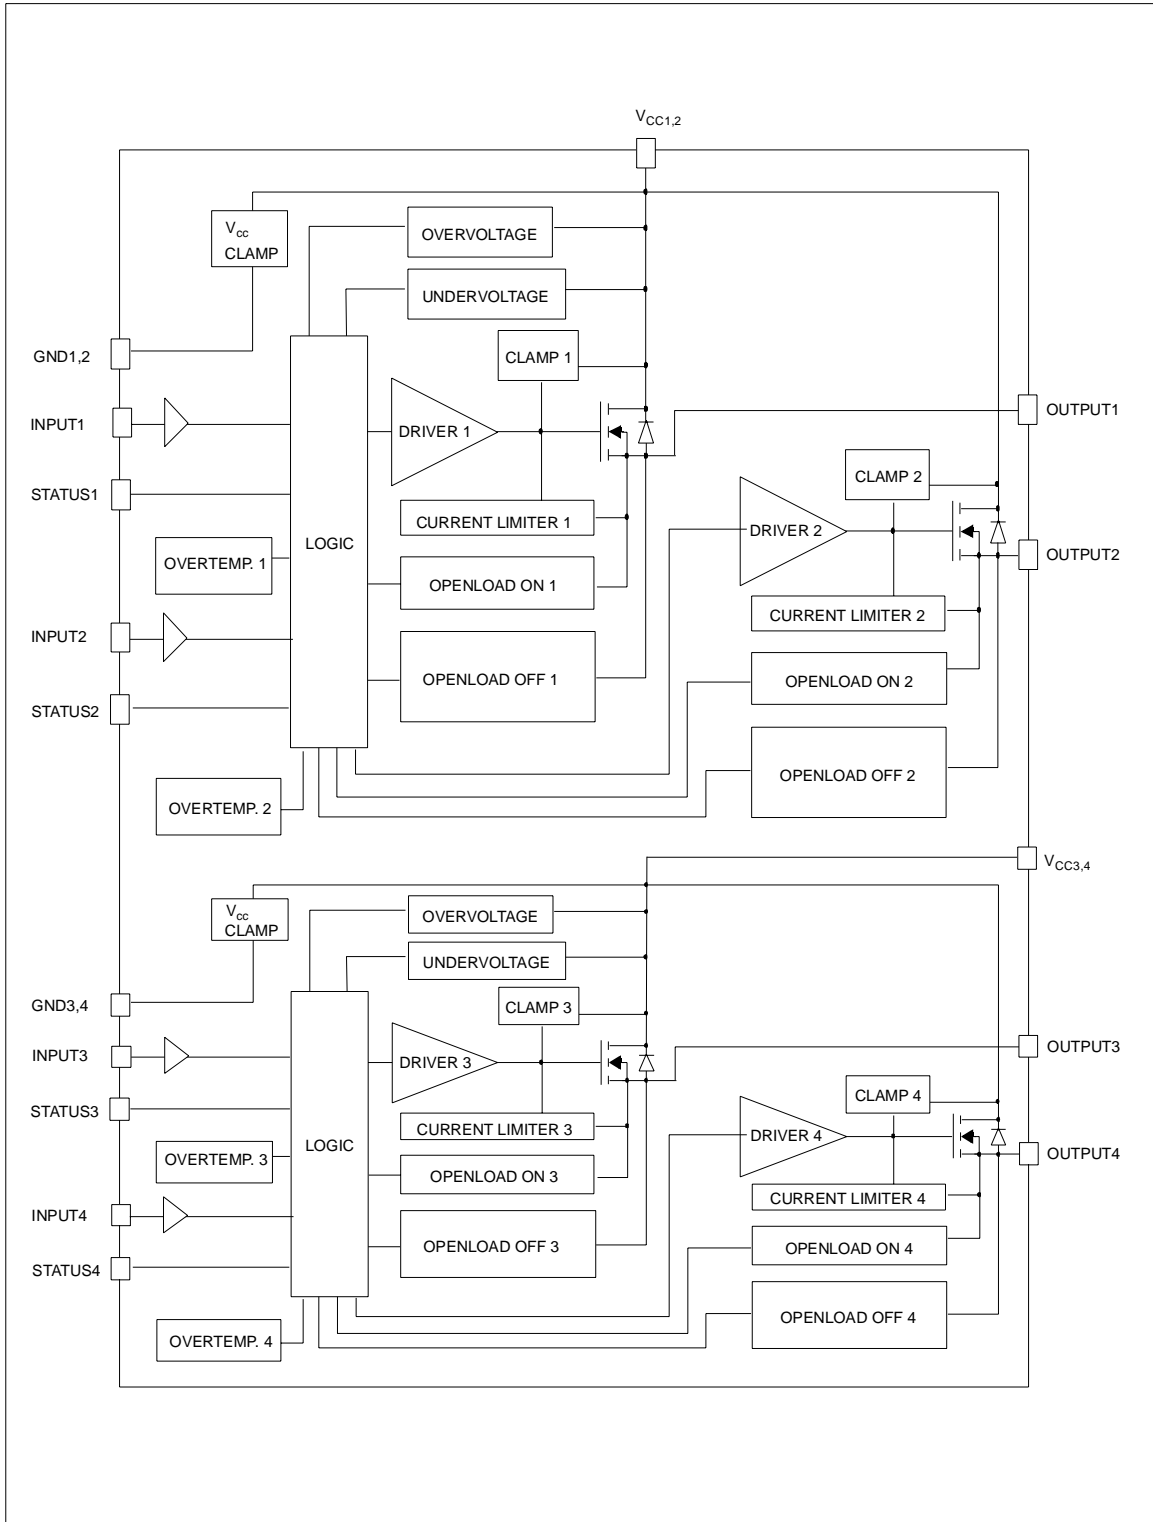 VCC1,2
Vcc
CLAMP
OVERVOLTAGE
UNDERVOLTAGE
GND1,2
CLAMP 1
INPUT1
DRIVER 1
OUTPUT1
STATUS1
CLAMP 2
CURRENT LIMITER 1
DRIVER 2
LOGIC
OUTPUT2
OVERTEMP. 1
OPENLOAD ON 1
CURRENT LIMITER 2
INPUT2
OPENLOAD OFF 1
OPENLOAD ON 2
STATUS2
OPENLOAD OFF 2
OVERTEMP. 2
VCC3,4
Vcc
CLAMP
OVERVOLTAGE
UNDERVOLTAGE
GND3,4
CLAMP 3
INPUT3
DRIVER 3
OUTPUT3
STATUS3
CLAMP 4
CURRENT LIMITER 3
DRIVER 4
LOGIC
OUTPUT4
OVERTEMP. 3
OPENLOAD ON 3
CURRENT LIMITER 4
INPUT4
OPENLOAD OFF 3
OPENLOAD ON 4
STATUS4
OPENLOAD OFF 4
OVERTEMP. 4